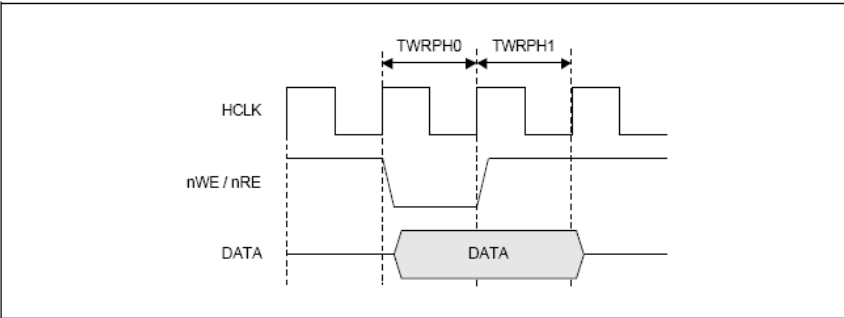 TWRPH0 TWRPH1
HCLK
nWE / nRE
DATA DATA